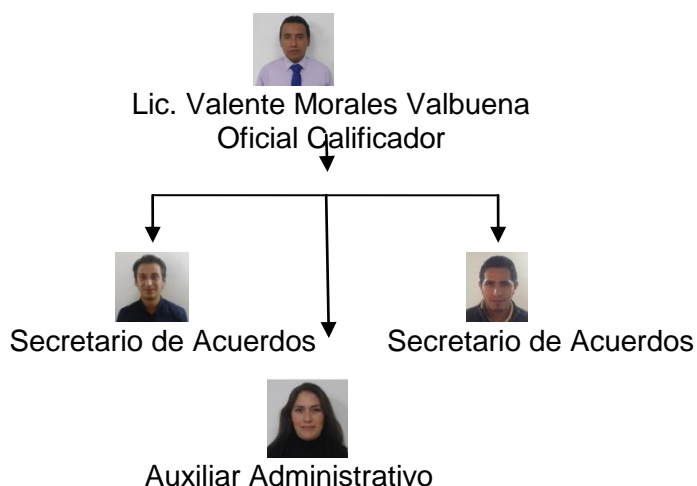 Lic. Valente Morales Valbuena
Oficial Calificador
Secretario de Acuerdos
Secretario de Acuerdos
Auxiliar Administrativo